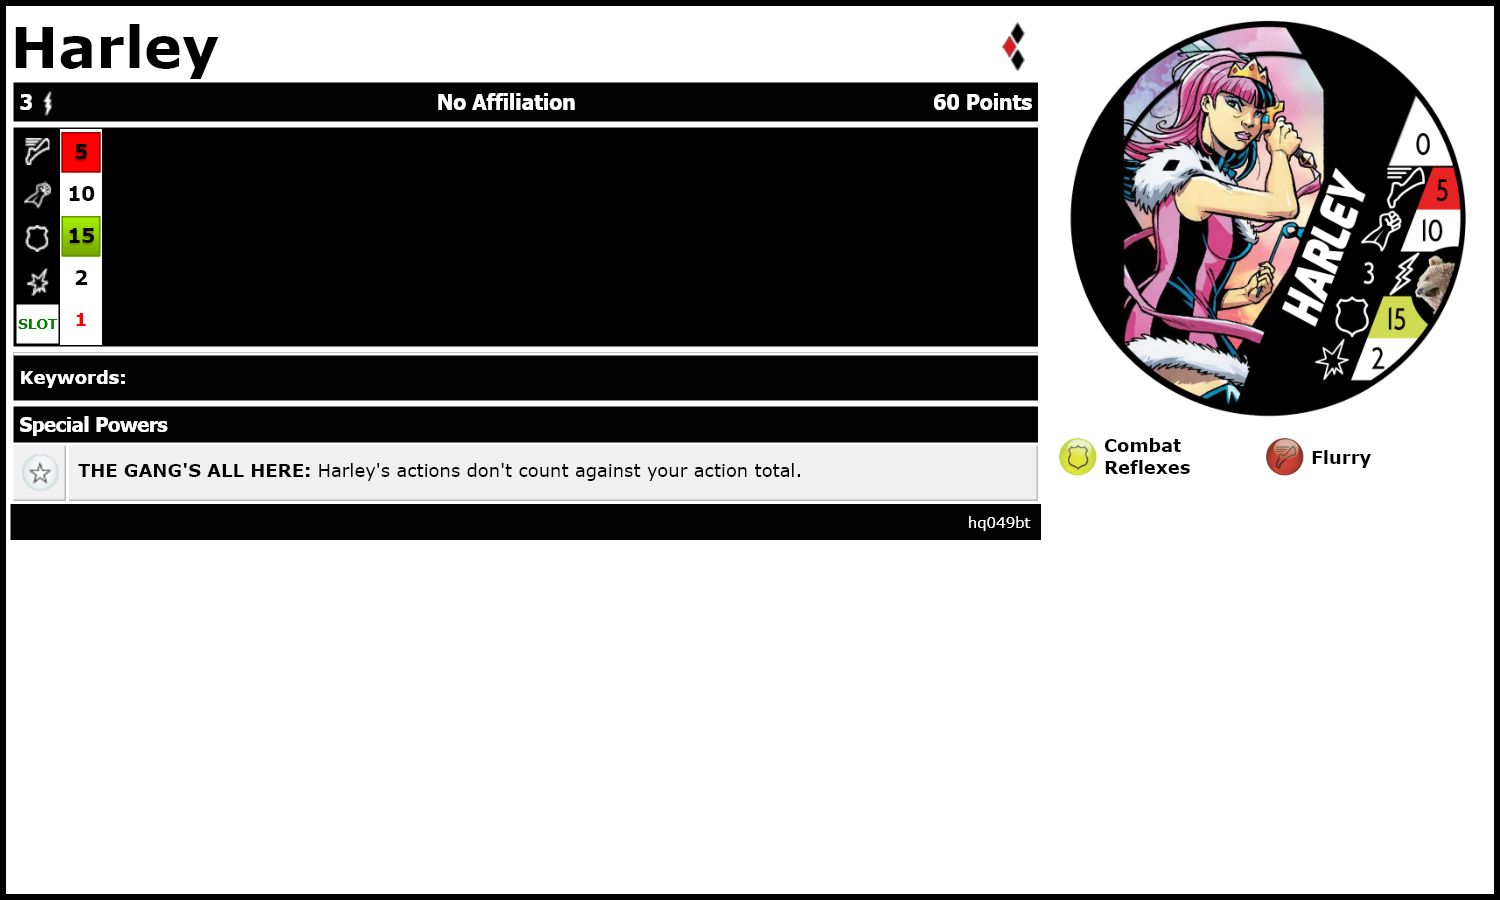 Harley
3 No Affiliation 60 Points
5
10
15
2
SLOT 1
Keywords:
Special Powers
THE GANG'S ALL HERE: Harley's actions don't count against your action total.
hq049bt
HARLEY
0
5
10
3
15
2
Combat
Reflexes
Flurry